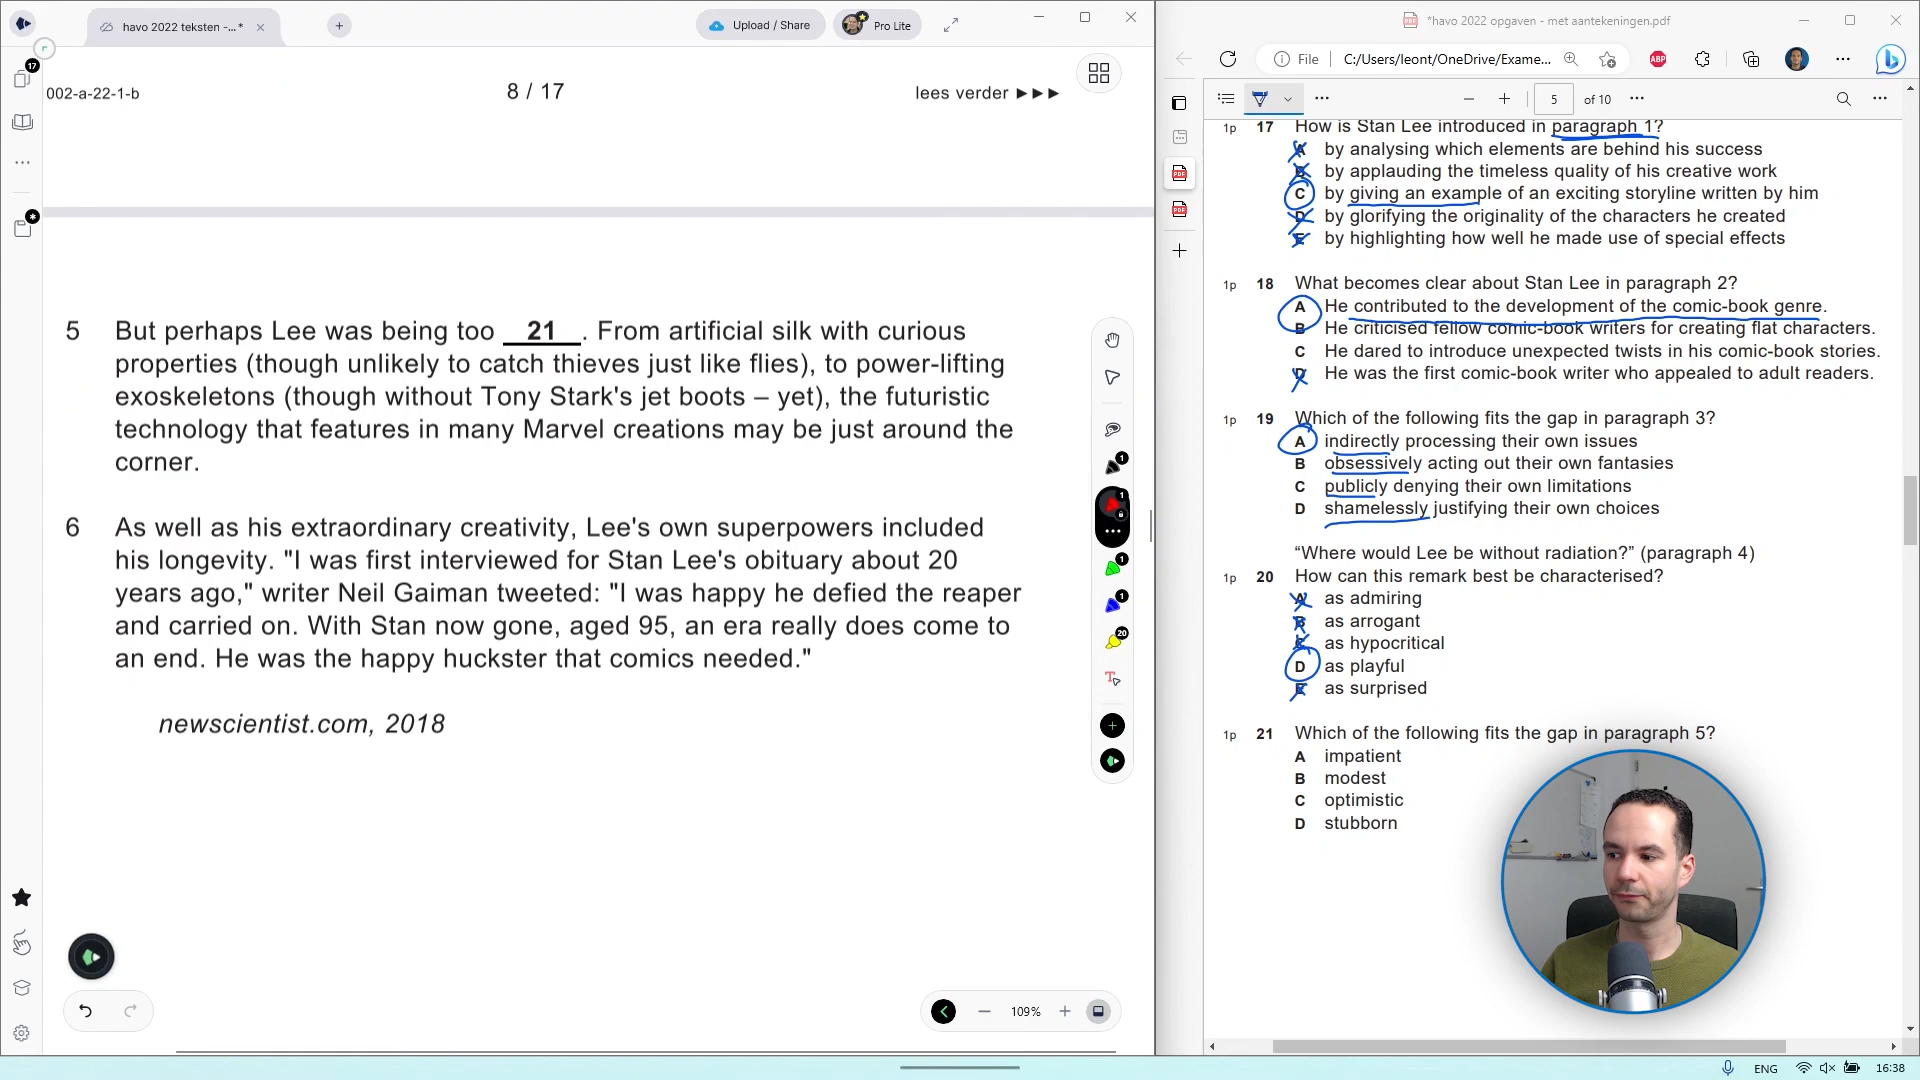 havo 2022 teksten -...*
Upload / Share
Pro Lite
17
002-a-22-1-b
8 / 17
lees verder ►►►
5 But perhaps Lee was being too 21 . From artificial silk with curious
properties (though unlikely to catch thieves just like flies), to power-lifting
exoskeletons (though without Tony Stark's jet boots – yet), the futuristic
technology that features in many Marvel creations may be just around the
corner.
6 As well as his extraordinary creativity, Lee's own superpowers included
his longevity. "I was first interviewed for Stan Lee's obituary about 20
years ago," writer Neil Gaiman tweeted: "I was happy he defied the reaper
and carried on. With Stan now gone, aged 95, an era really does come to
an end. He was the happy huckster that comics needed."
newscientist.com, 2018
1
1
1
1
20
109%
*havo 2022 opgaven - met aantekeningen.pdf
File
C:/Users/leont/OneDrive/Exame...
ABP
5 of 10
1p 17 How is Stan Lee introduced in paragraph 1?
A by analysing which elements are behind his success
B by applauding the timeless quality of his creative work
C by giving an example of an exciting storyline written by him
D by glorifying the originality of the characters he created
E by highlighting how well he made use of special effects
1p 18 What becomes clear about Stan Lee in paragraph 2?
A He contributed to the development of the comic-book genre.
B He criticised fellow comic-book writers for creating flat characters.
C He dared to introduce unexpected twists in his comic-book stories.
D He was the first comic-book writer who appealed to adult readers.
1p 19 Which of the following fits the gap in paragraph 3?
A indirectly processing their own issues
B obsessively acting out their own fantasies
C publicly denying their own limitations
D shamelessly justifying their own choices
“Where would Lee be without radiation?” (paragraph 4)
1p 20 How can this remark best be characterised?
A as admiring
B as arrogant
C as hypocritical
D as playful
E as surprised
1p 21 Which of the following fits the gap in paragraph 5?
A impatient
B modest
C optimistic
D stubborn
ENG
16:38